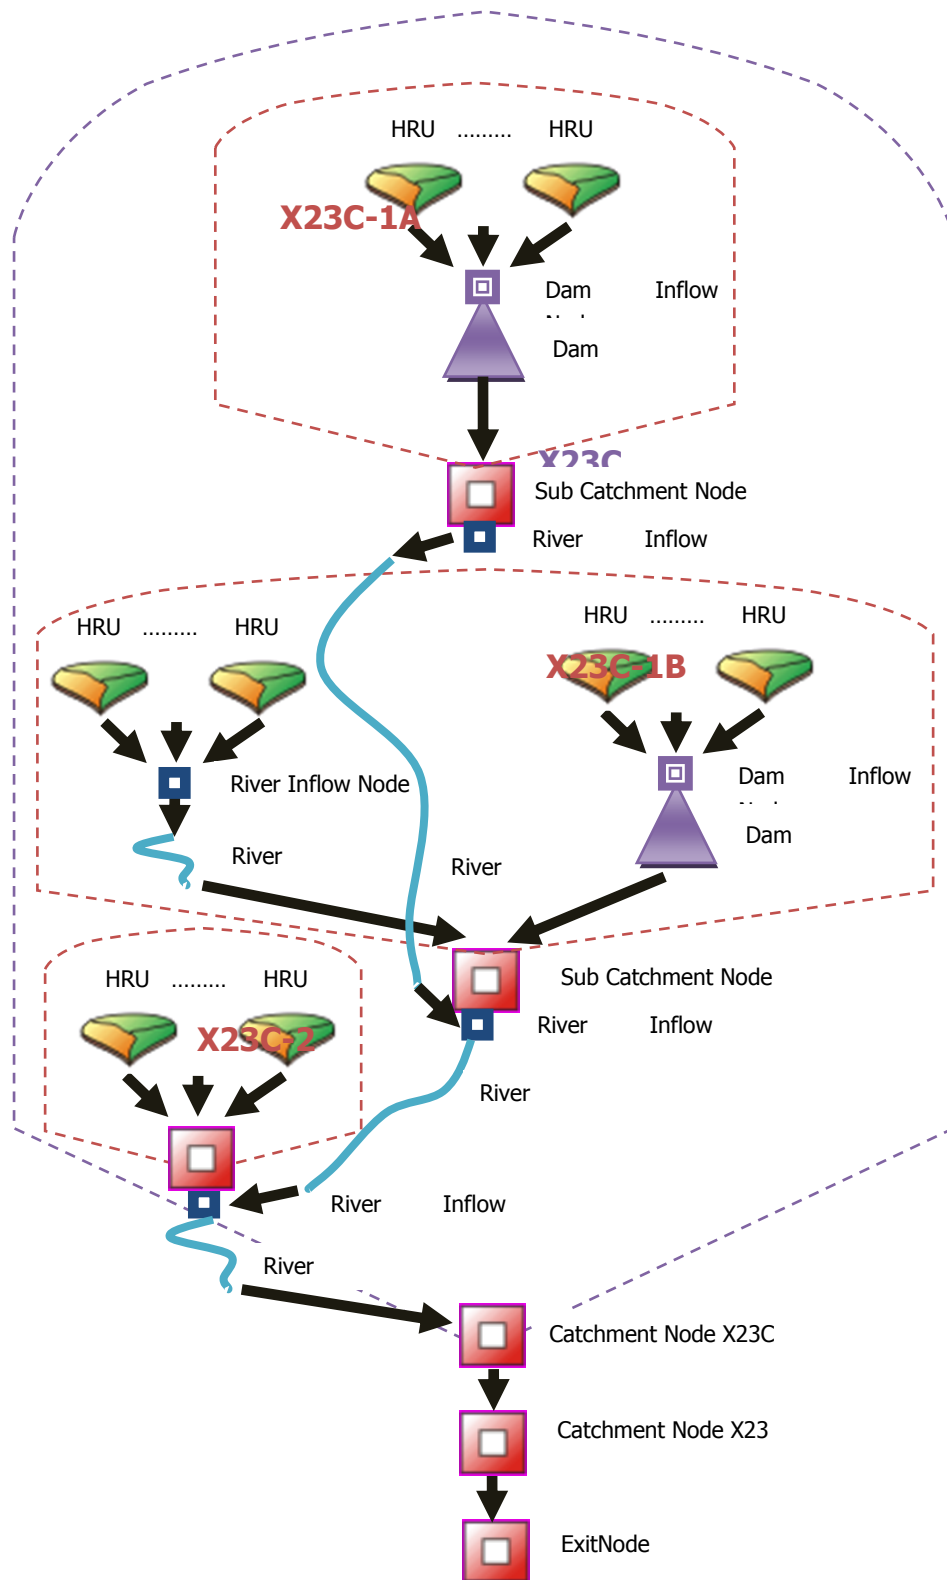 HRU ......... HRU
X23C-1A
Dam Inflow
Dam
X23C
Sub Catchment Node
River Inflow
HRU ......... HRU
HRU ......... HRU
X23C-1B
River Inflow Node
Dam Inflow
Dam
River
River
HRU ......... HRU
Sub Catchment Node
X23C-2
River Inflow
River
River Inflow
River
Catchment Node X23C
Catchment Node X23
ExitNode